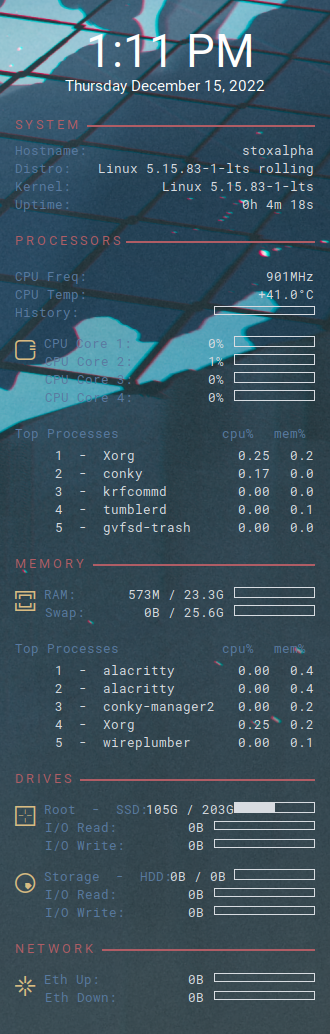 1:11 PM
Thursday December 15, 2022
SYSTEM
Hostname: stoxalpha
Distro: Linux 5.15.83-1-lts rolling
Kernel: Linux 5.15.83-1-lts
Uptime: 0h 4m 18s
PROCESSORS
CPU Freq: 901MHz
CPU Temp: +41.0°C
History:
CPU Core 1: 0%
CPU Core 2: 1%
CPU Core 3: 0%
CPU Core 4: 0%
Top Processes cpu% mem%
1 - Xorg 0.25 0.2
2 - conky 0.17 0.0
3 - krfcommd 0.00 0.0
4 - tumblerd 0.00 0.1
5 - gvfsd-trash 0.00 0.0
MEMORY
RAM: 573M / 23.3G
Swap: 0B / 25.6G
Top Processes cpu% mem%
1 - alacritty 0.00 0.4
2 - alacritty 0.00 0.4
3 - conky-manager2 0.00 0.2
4 - Xorg 0.25 0.2
5 - wireplumber 0.00 0.1
DRIVES
Root - SSD: 105G / 203G
I/O Read: 0B
I/O Write: 0B
Storage - HDD: 0B / 0B
I/O Read: 0B
I/O Write: 0B
NETWORK
Eth Up: 0B
Eth Down: 0B